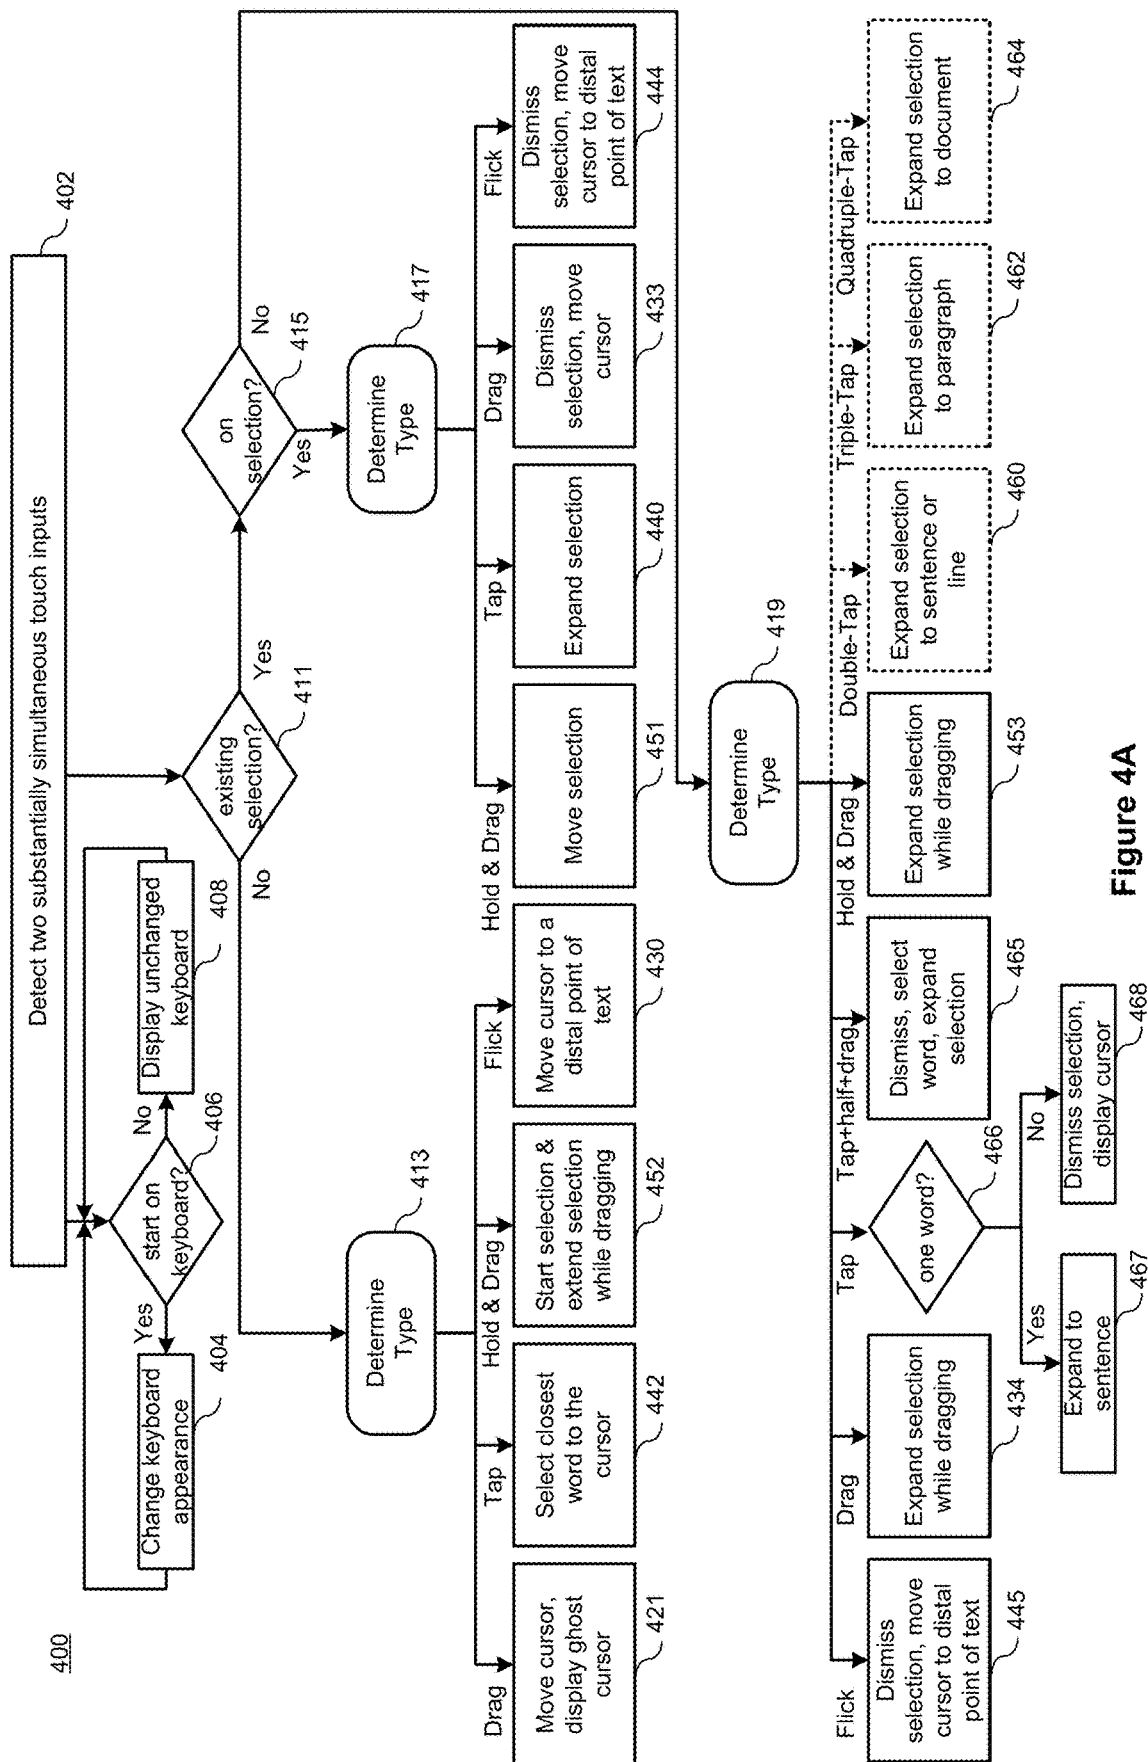 400
Detect two substantially simultaneous touch inputs
402
start on
keyboard?
406
Yes
No
Change keyboard
appearance
404
Display unchanged
keyboard
408
existing
selection?
411
No
Yes
on
selection?
415
Yes
No
Determine
Type
413
Determine
Type
417
Drag
Move cursor,
display ghost
cursor
421
Tap
Select closest
word to the
cursor
442
Hold & Drag
Start selection &
extend selection
while dragging
452
Flick
Move cursor to a
distal point of
text
430
Hold & Drag
Move selection
451
Tap
Expand selection
440
Drag
Dismiss
selection, move
cursor
433
Flick
Dismiss
selection, move
cursor to distal
point of text
444
Determine
Type
419
Flick
Dismiss
selection, move
cursor to distal
point of text
445
Drag
Expand selection
while dragging
434
Tap
one word?
466
Yes
No
Expand to
sentence
467
Dismiss selection,
display cursor
468
Tap+half+drag
Dismiss, select
word, expand
selection
465
Hold & Drag
Expand selection
while dragging
453
Double-Tap
Expand selection
to sentence or
line
460
Triple-Tap
Expand selection
to paragraph
462
Quadruple-Tap
Expand selection
to document
464
Figure 4A